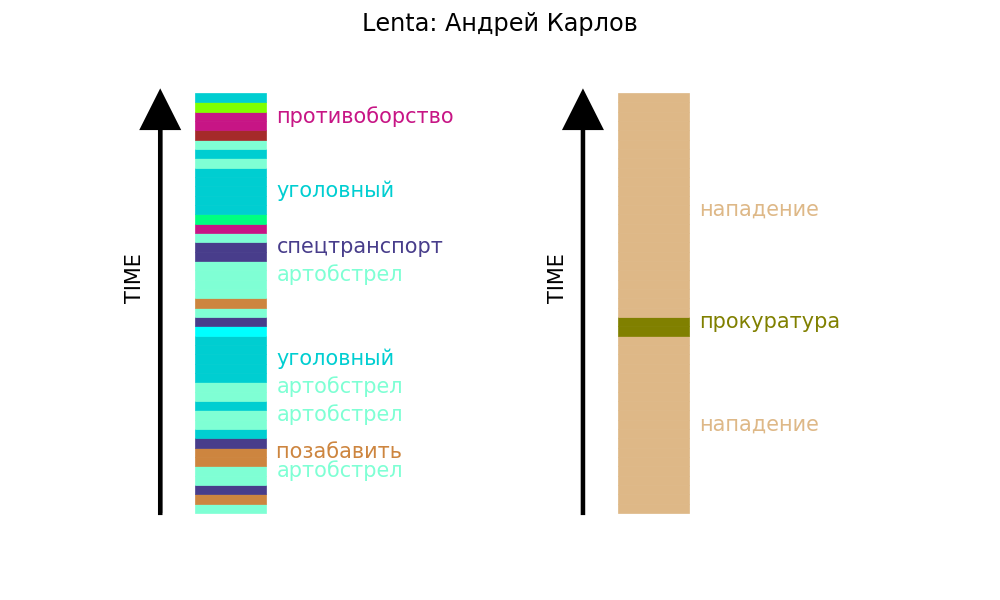 Lenta: Андрей Карлов
TIME
противоборство
уголовный
спецтранспорт
артобстрел
уголовный
артобстрел
артобстрел
позабавить
артобстрел
TIME
нападение
прокуратура
нападение